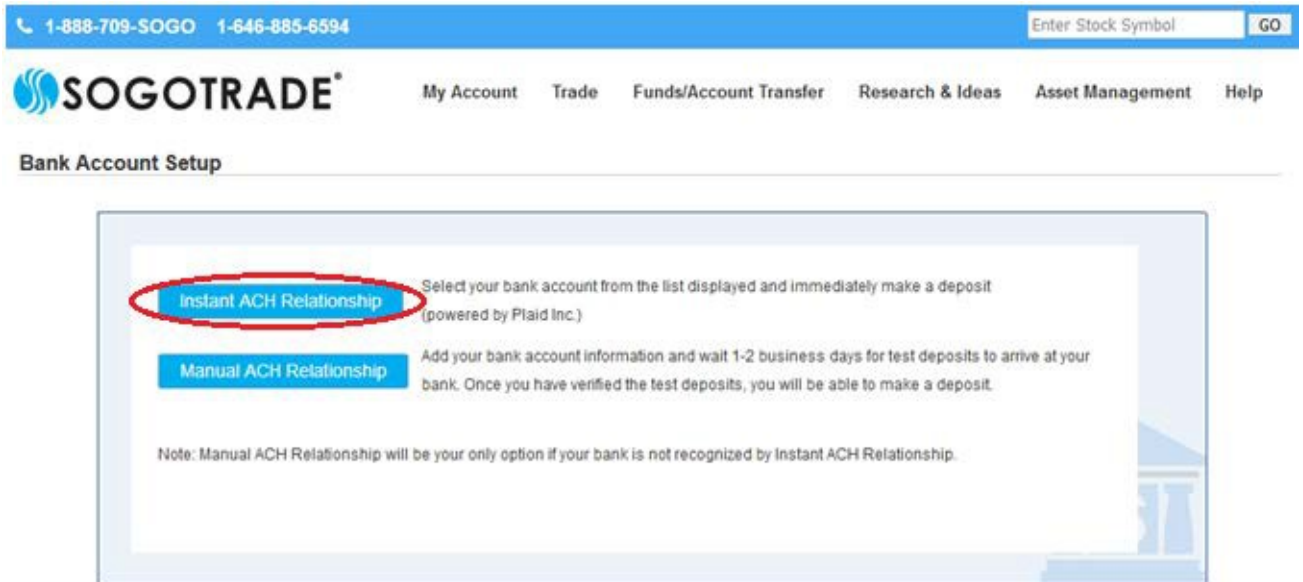 1-888-709-SOGO 1-646-885-6594
Enter Stock Symbol GO
SOGOTRADE®
My Account Trade Funds/Account Transfer Research & Ideas Asset Management Help
Bank Account Setup
Instant ACH Relationship
Select your bank account from the list displayed and immediately make a deposit
(powered by Plaid Inc.)
Manual ACH Relationship
Add your bank account information and wait 1-2 business days for test deposits to arrive at your
bank. Once you have verified the test deposits, you will be able to make a deposit.
Note: Manual ACH Relationship will be your only option if your bank is not recognized by Instant ACH Relationship.